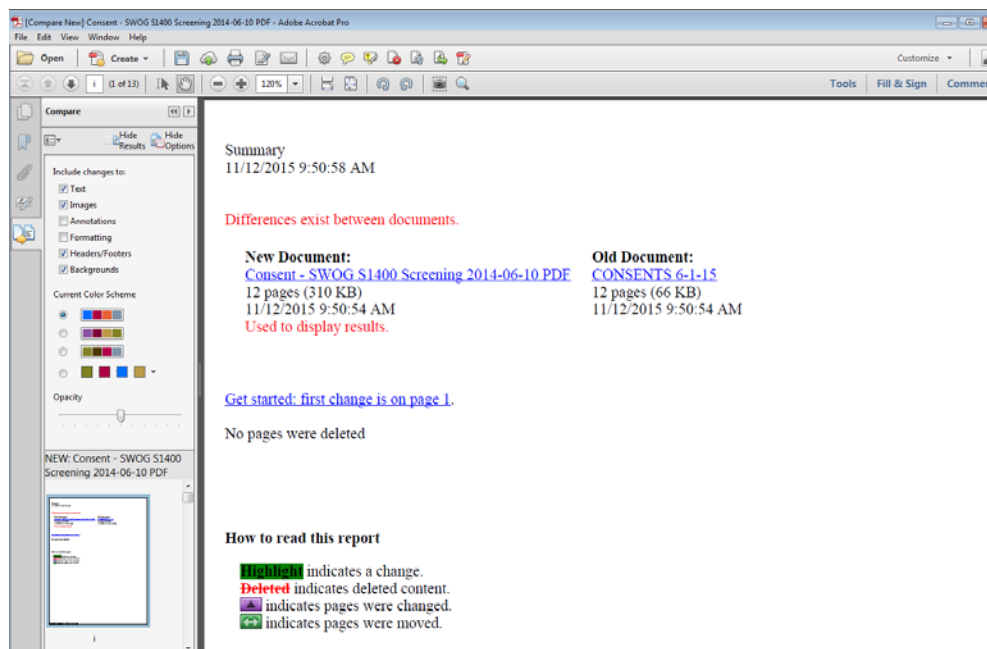 [Compare New] Consent - SWOG S1400 Screening 2014-06-10 PDF - Adobe Acrobat Pro
File Edit View Window Help
Open Create Customize
i (1 of 13) 120% Tools Fill & Sign Commen
Compare
Hide Results Hide Options
Include changes to:
Text
Images
Annotations
Formatting
Headers/Footers
Backgrounds
Current Color Scheme
Opacity
NEW: Consent - SWOG S1400
Screening 2014-06-10 PDF
i
Summary
11/12/2015 9:50:58 AM
Differences exist between documents.
New Document:
Consent - SWOG S1400 Screening 2014-06-10 PDF
12 pages (310 KB)
11/12/2015 9:50:54 AM
Used to display results.
Old Document:
CONSENTS 6-1-15
12 pages (66 KB)
11/12/2015 9:50:54 AM
Get started: first change is on page 1.
No pages were deleted
How to read this report
Highlight indicates a change.
Deleted indicates deleted content.
indicates pages were changed.
indicates pages were moved.